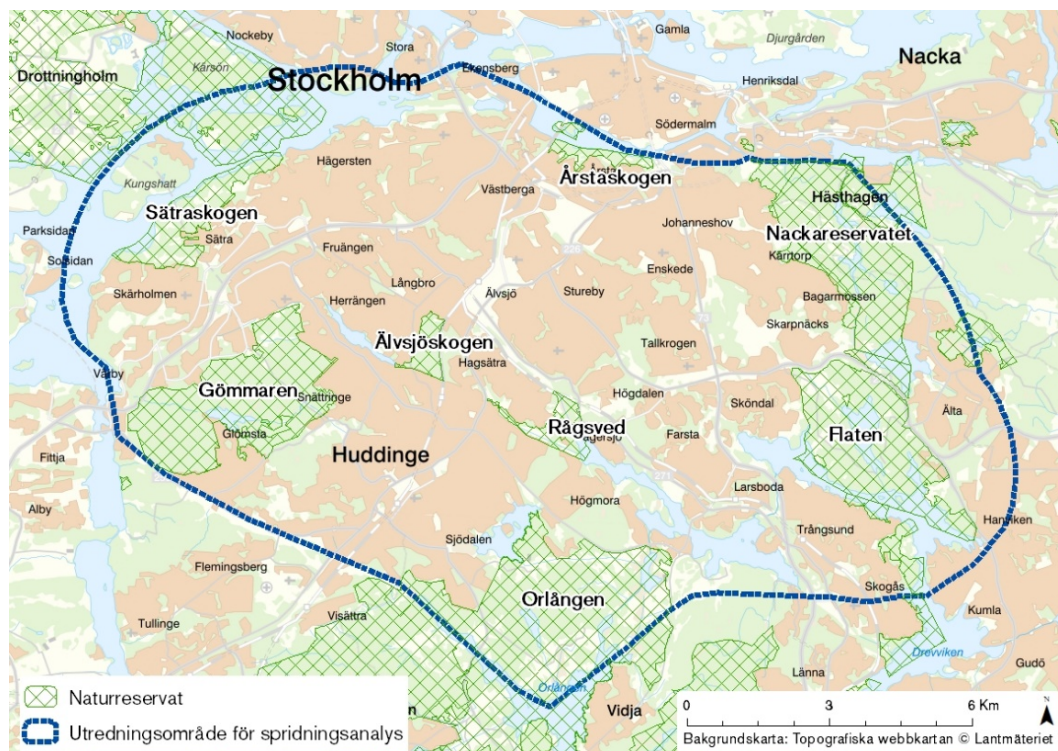 Nockeby
Stora
Gamla
Djurgården
Nacka
Drottningholm
Kärsön
Stockholm
Ekensberg
Henriksdal
Södermalm
Hägersten
Årstaskogen
Västberga
Kungshatt
Sätraskogen
Hästhagen
Parksidan
Sätra
Johanneshov
Nackareservatet
Fruängen
Kärrtorp
Solsidan
Enskede
Skärholmen
Långbro
Älvsjö
Stureby
Bagarmossen
Herrängen
Skarpnäcks
Älvsjöskogen
Tallkrogen
Hagsätra
Vårby
Gömmaren
Snättringe
Högdalen
Sköndal
Älta
Rågsved
Flaten
Glömsta
Farsta
Huddinge
Fittja
Larsboda
Alby
Högmora
Hanviken
Trångsund
Sjödalen
Flemingsberg
Skogås
Orlången
Kumla
Visättra
Tullinge
Drevviken
Länna
Gudö
Orlången
Vidja
Naturreservat
Utredningsområde för spridningsanalys
0 3 6 Km
N
Bakgrundskarta: Topografiska webbkartan © Lantmäteriet